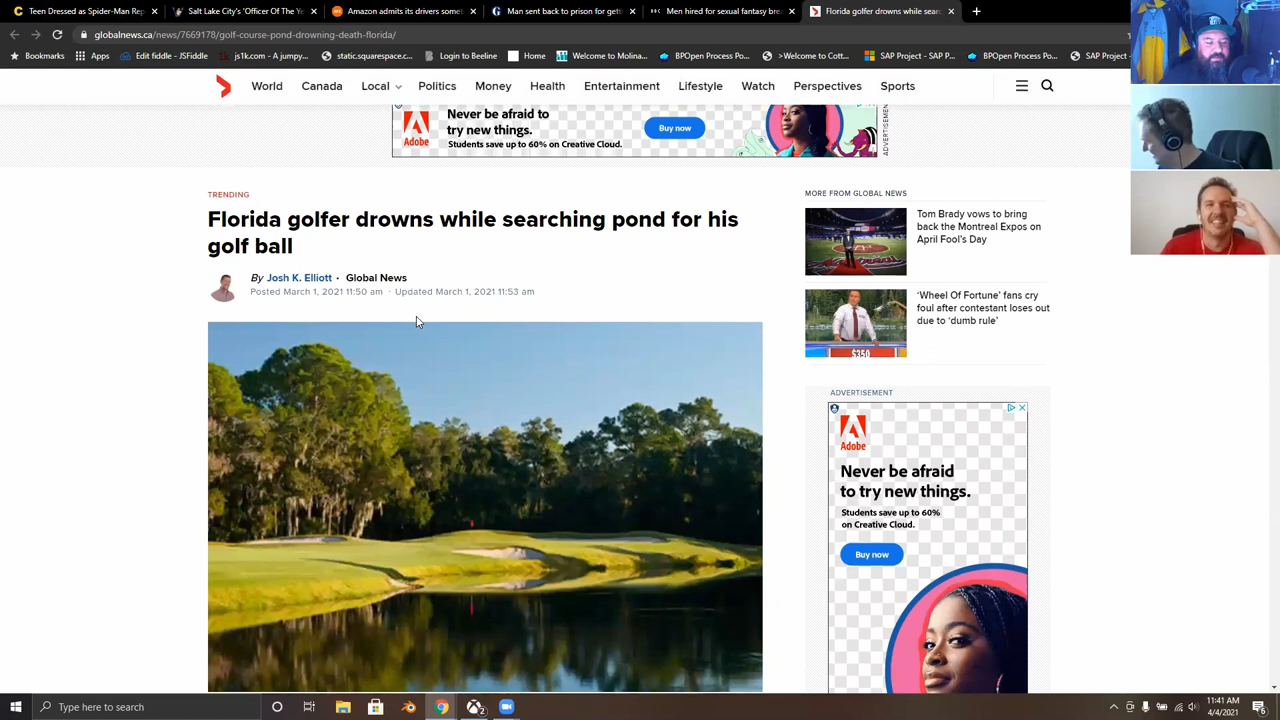 Teen Dressed as Spider-Man Rep
Salt Lake City's 'Officer Of The Ye
Amazon admits its drivers somet
Man sent back to prison for gette
Men hired for sexual fantasy ent
Florida golfer drowns while searc
globalnews.ca/news/7669178/golf-course-pond-drowning-death-florida/
Bookmarks
Apps
Edit fiddle - JSFiddle
js1k.com - A jumpy
static.squarespace.c
Login to Beeline
Pet Home
Welcome to Molina...
BPOpen Process Po...
>Welcome to Cott...
SAP Project - SAP P
BPOpen Process Po
SAP Project
World
Canada
Local
Politics
Money
Health
Entertainment
Lifestyle
Watch
Perspectives
Sports
Adobe
Never be afraid to
try new things.
Students save up to 60% on Creative Cloud.
Buy now
ADVERTISEMEN
TRENDING
Florida golfer drowns while searching pond for his
golf ball
By Josh K. Elliott • Global News
Posted March 1, 2021 11:50 am · Updated March 1, 2021 11:53 am
MORE FROM GLOBAL NEWS
Tom Brady vows to bring
back the Montreal Expos on
April Fool's Day
'Wheel Of Fortune' fans cry
foul after contestant loses out
due to 'dumb rule'
$350
ADVERTISEMENT
Adobe
Never be afraid
to try new things.
Students save up to 60%
on Creative Cloud.
Buy now
Type here to search
11:41 AM
4/4/2021
6